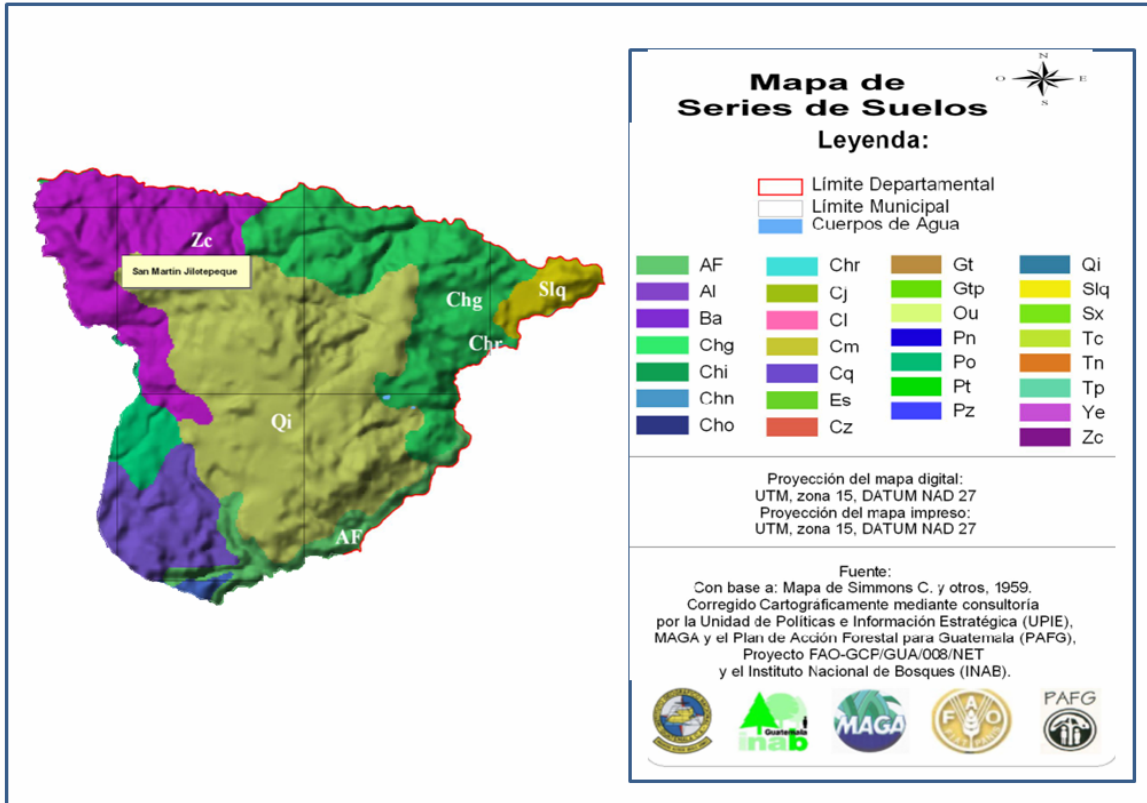 Zc
San Martin Jilotepeque
Chg
Slq
Chr
Qi
AF
Mapa de
Series de Suelos
N
O
E
S
Leyenda:
Límite Departamental
Límite Municipal
Cuerpos de Agua
AF
Al
Ba
Chg
Chi
Chn
Cho
Chr
Cj
Cl
Cm
Cq
Es
Cz
Gt
Gtp
Ou
Pn
Po
Pt
Pz
Qi
Slq
Sx
Tc
Tn
Tp
Ye
Zc
Proyección del mapa digital:
UTM, zona 15, DATUM NAD 27
Proyección del mapa impreso:
UTM, zona 15, DATUM NAD 27
Fuente:
Con base a: Mapa de Simmons C. y otros, 1959.
Corregido Cartográficamente mediante consultoría
por la Unidad de Políticas e Información Estratégica (UPIE),
MAGA y el Plan de Acción Forestal para Guatemala (PAFG),
Proyecto FAO-GCP/GUA/008/NET
y el Instituto Nacional de Bosques (INAB).
Guatemala
inab
MAGA
FAO
FIAT PANIS
PAFG